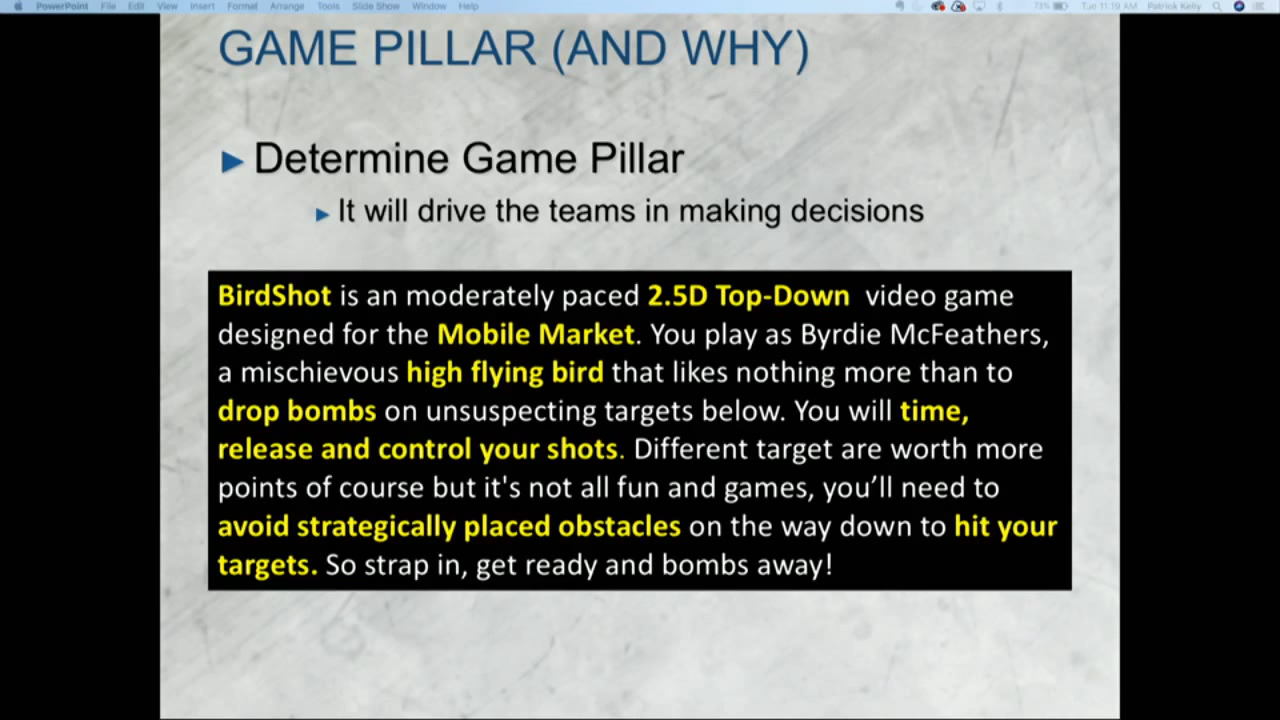 PowerPoint File Edit View Insert Format Arrange Tools Slide Show Window Help 73% Tue 11:19 AM Patrick Kelly
GAME PILLAR (AND WHY)
Determine Game Pillar
It will drive the teams in making decisions
BirdShot is an moderately paced 2.5D Top-Down video game
designed for the Mobile Market. You play as Byrdie McFeathers,
a mischievous high flying bird that likes nothing more than to
drop bombs on unsuspecting targets below. You will time,
release and control your shots. Different target are worth more
points of course but it's not all fun and games, you’ll need to
avoid strategically placed obstacles on the way down to hit your
targets. So strap in, get ready and bombs away!